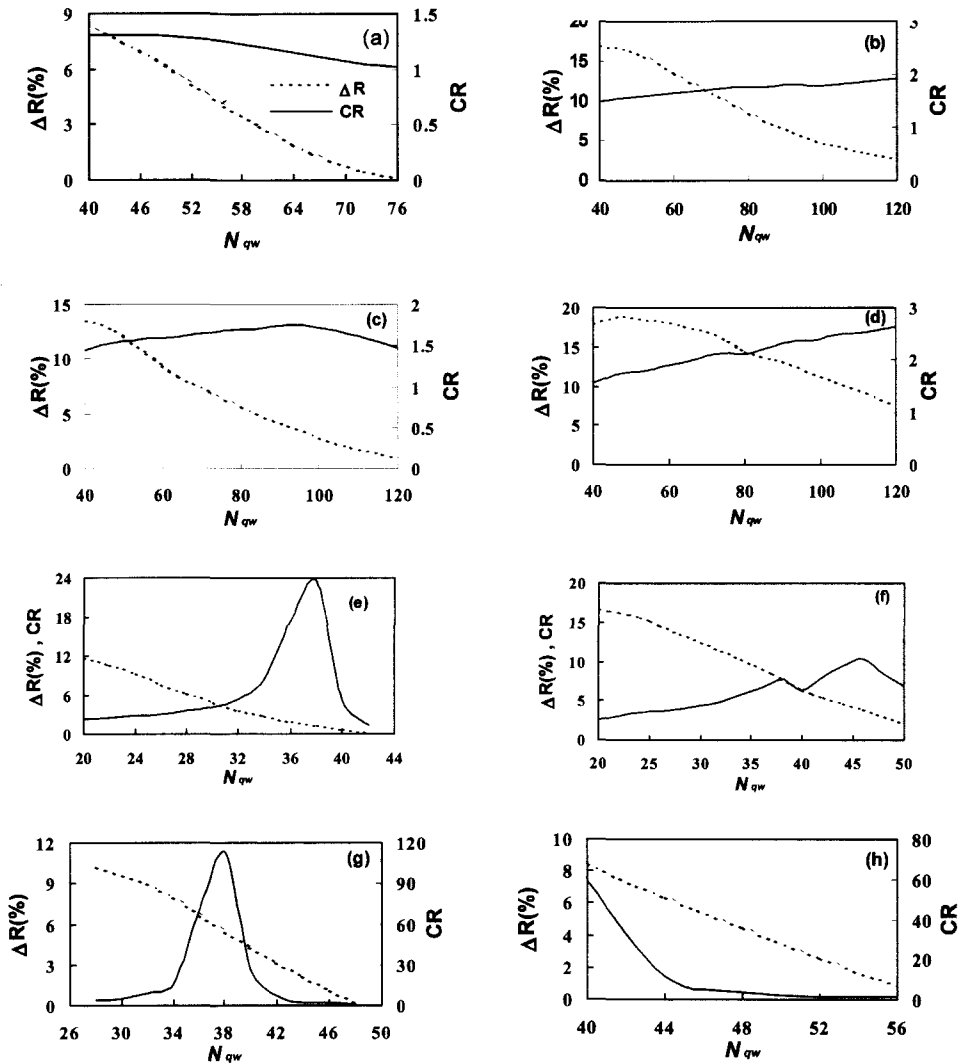 9
6
3
0
ΔR(%)
(a)
ΔR
CR
1.5
1
0.5
0
CR
40 46 52 58 64 70 76
N qw
20
15
10
5
0
ΔR(%)
(b)
3
2
1
0
CR
40 60 80 100 120
N qw
15
10
5
0
ΔR(%)
(c)
2
1.5
1
0.5
0
CR
40 60 80 100 120
N qw
20
15
10
5
0
ΔR(%)
(d)
3
2
1
0
CR
40 60 80 100 120
N qw
24
18
12
6
0
ΔR(%) , CR
(e)
20 24 28 32 36 40 44
N qw
20
15
10
5
0
ΔR(%), CR
(f)
20 25 30 35 40 45 50
N qw
12
9
6
3
0
ΔR(%)
(g)
120
90
60
30
0
CR
26 30 34 38 42 46 50
N qw
10
8
6
4
2
0
ΔR(%)
(h)
80
60
40
20
0
CR
40 44 48 52 56
N qw